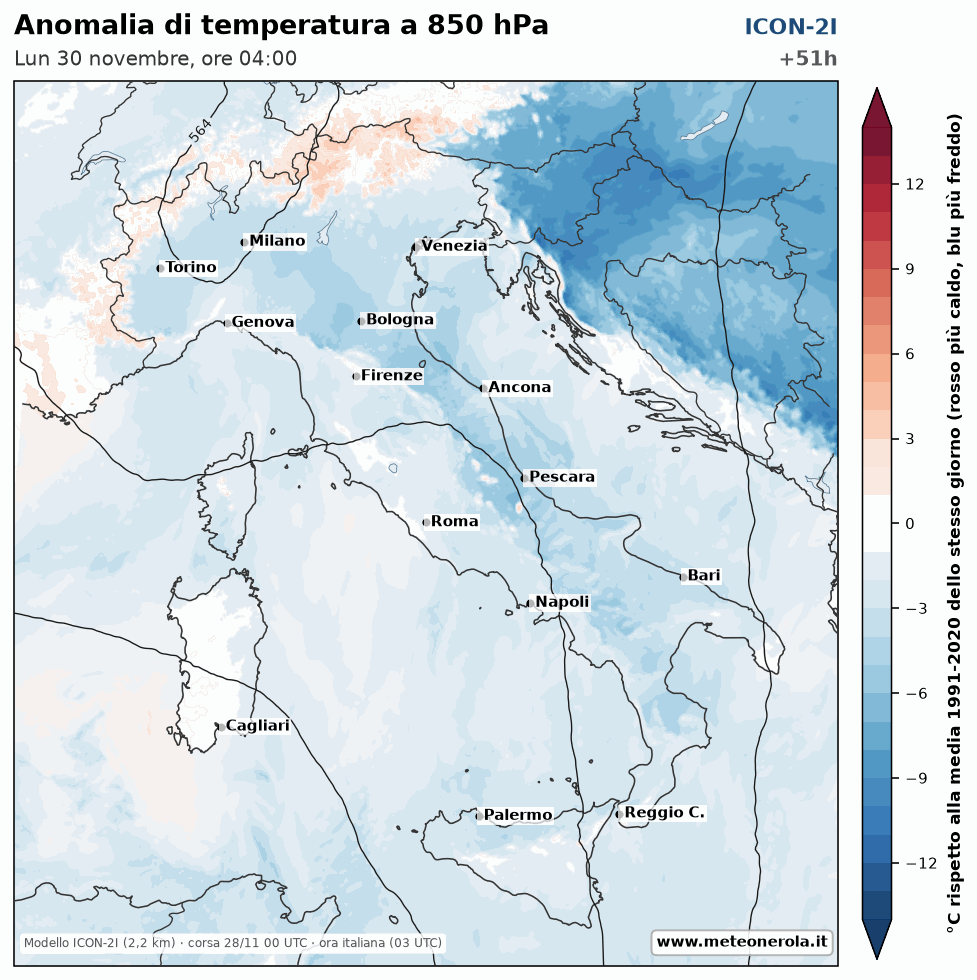 Anomalia di temperatura a 850 hPa
ICON-2I
Lun 30 novembre, ore 04:00
+51h
564
Milano
Venezia
Torino
Genova
Bologna
Firenze
Ancona
Pescara
Roma
Bari
Napoli
Cagliari
Palermo
Reggio C.
12
9
6
3
0
−3
−6
−9
−12
°C rispetto alla media 1991-2020 dello stesso giorno (rosso più caldo, blu più freddo)
Modello ICON-2I (2,2 km) · corsa 28/11 00 UTC · ora italiana (03 UTC)
www.meteonerola.it